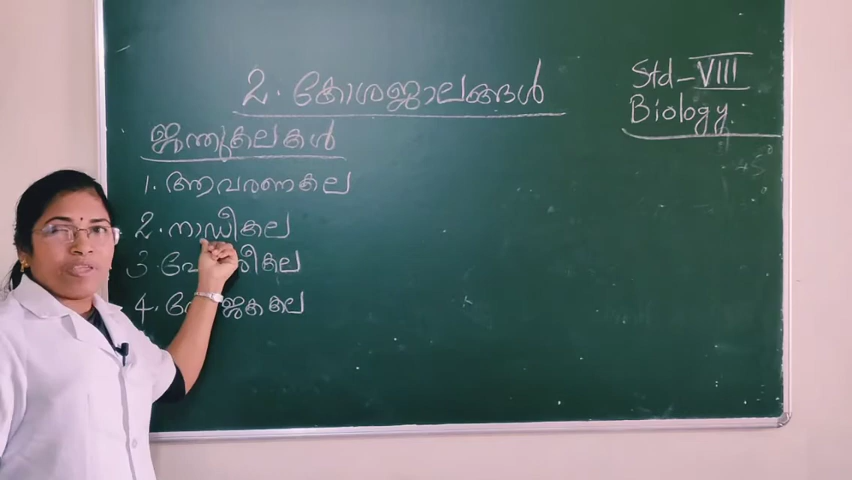 2. കോശജാലങ്ങൾ
Std - VIII
Biology.
ജന്തുകലകൾ
1. ആവരണകല
2. നാഡീകല
3.
4.